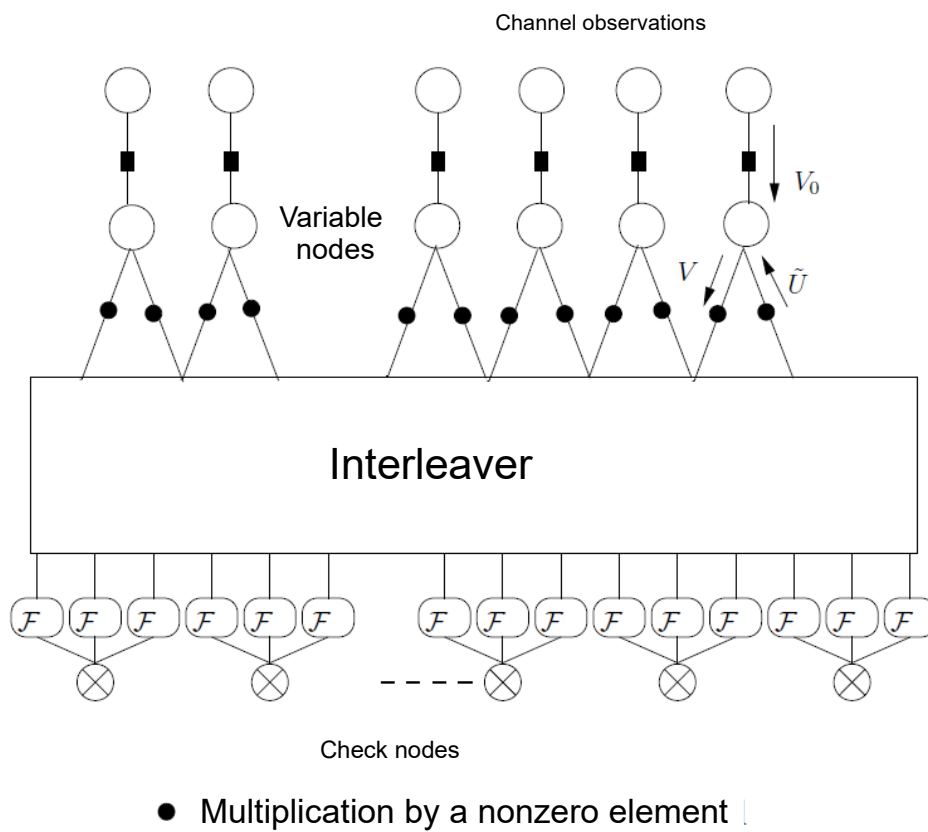 Channel observations
V₀
Variable
nodes
V
Ũ
Interleaver
ℱ ℱ ℱ ℱ ℱ ℱ ℱ ℱ ℱ ℱ ℱ ℱ ℱ ℱ ℱ
Check nodes
Multiplication by a nonzero element